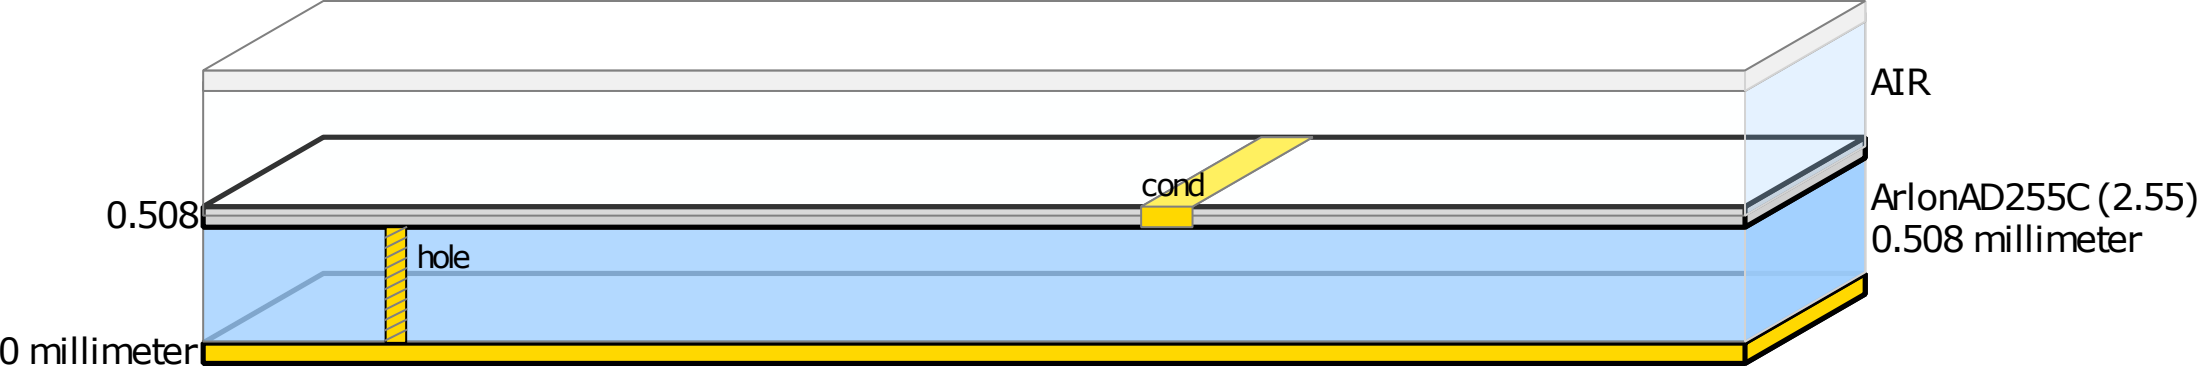 AIR
cond
ArlonAD255C (2.55)
0.508
0.508 millimeter
hole
0 millimeter